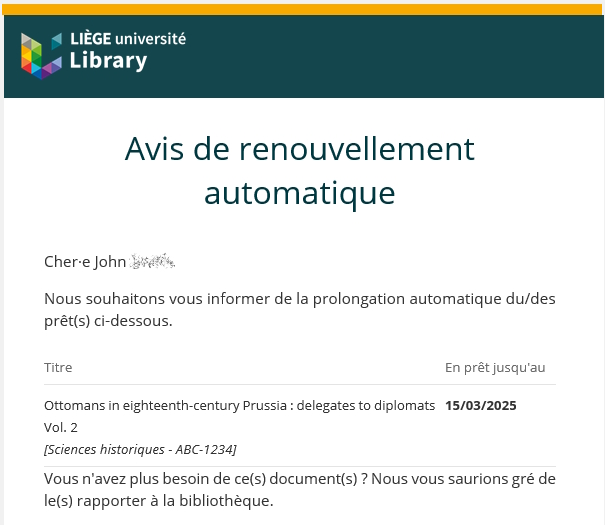 LIÈGE université
Library
Avis de renouvellement
automatique
Cher·e John
Nous souhaitons vous informer de la prolongation automatique du/des
prêt(s) ci-dessous.
Titre En prêt jusqu'au
Ottomans in eighteenth-century Prussia : delegates to diplomats 15/03/2025
Vol. 2
[Sciences historiques - ABC-1234]
Vous n'avez plus besoin de ce(s) document(s) ? Nous vous saurions gré de
le(s) rapporter à la bibliothèque.